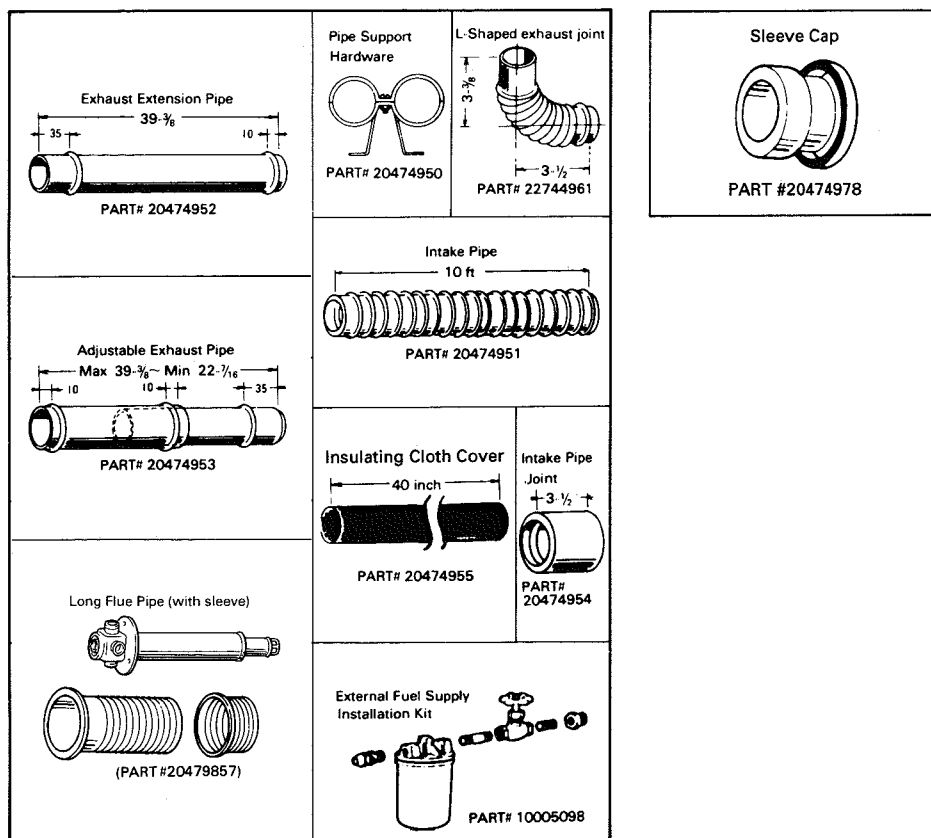 Exhaust Extension Pipe
39-⅜
35
10
PART# 20474952
Adjustable Exhaust Pipe
Max 39-⅜~ Min 22-7/16
10
10
35
PART# 20474953
Long Flue Pipe (with sleeve)
(PART #20479857)
Pipe Support
Hardware
PART# 20474950
L-Shaped exhaust joint
3-⅜
3-½
PART# 22744961
Intake Pipe
10 ft
PART# 20474951
Insulating Cloth Cover
40 inch
PART# 20474955
Intake Pipe
Joint
3-½
PART#
20474954
External Fuel Supply
Installation Kit
PART# 10005098
Sleeve Cap
PART #20474978